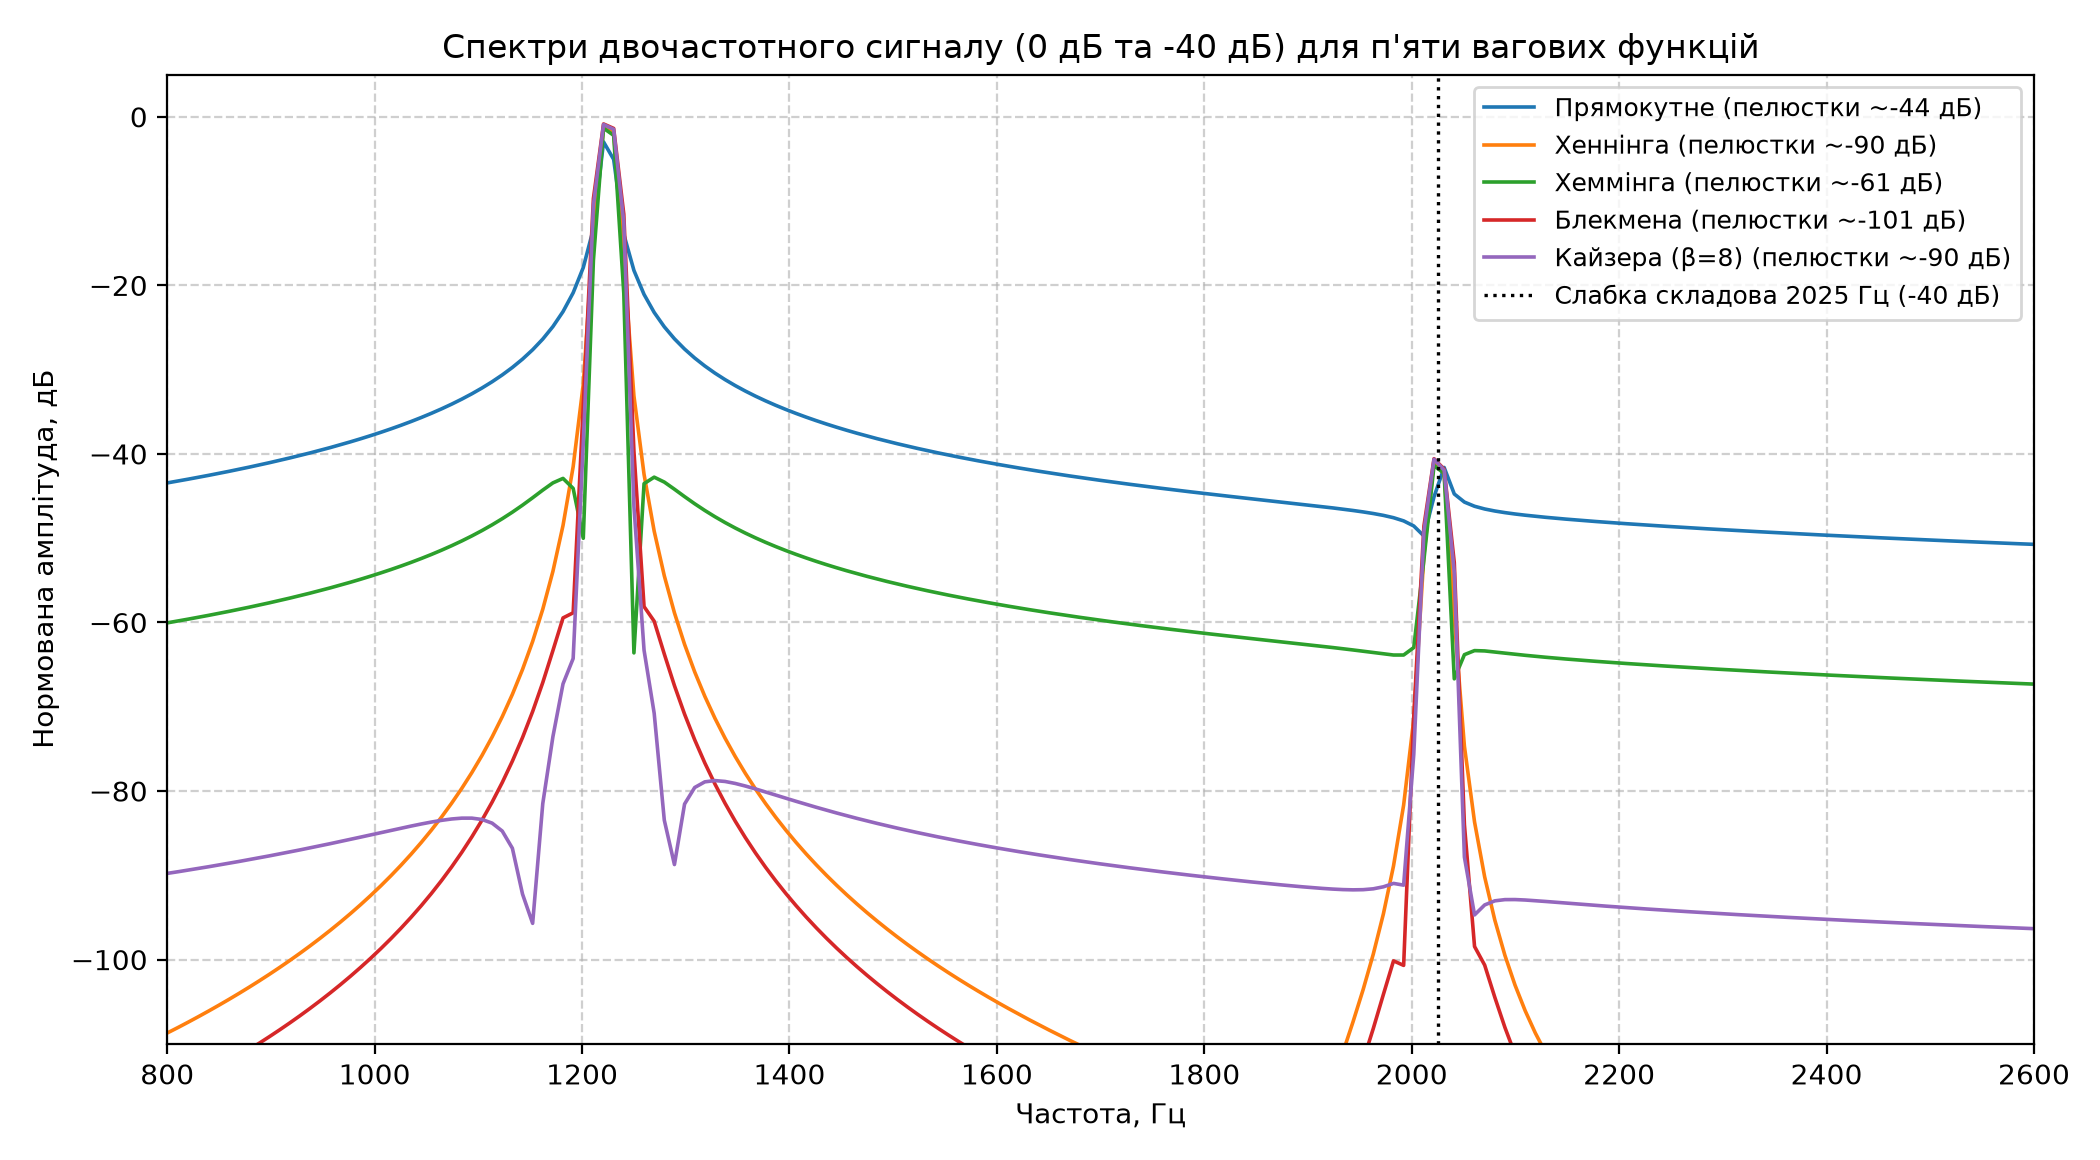 Спектри двочастотного сигналу (0 дБ та -40 дБ) для п'яти вагових функцій
Прямокутне (пелюстки ~-44 дБ)
Хеннінга (пелюстки ~-90 дБ)
Хеммінга (пелюстки ~-61 дБ)
Блекмена (пелюстки ~-101 дБ)
Кайзера (β=8) (пелюстки ~-90 дБ)
Слабка складова 2025 Гц (-40 дБ)
Нормована амплітуда, дБ
0
−20
−40
−60
−80
−100
800 1000 1200 1400 1600 1800 2000 2200 2400 2600
Частота, Гц